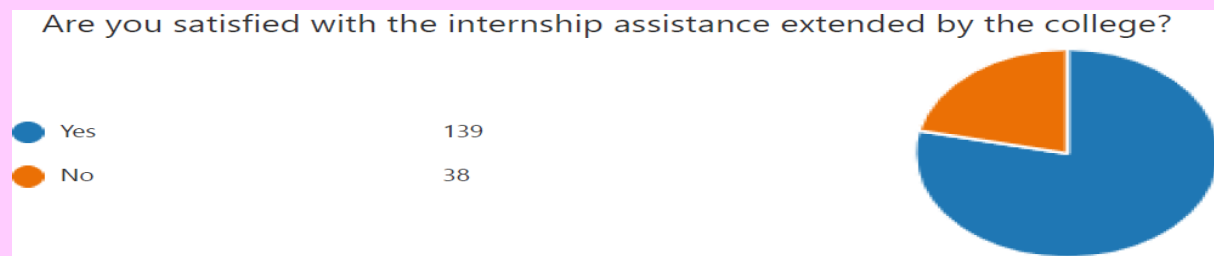 Are you satisfied with the internship assistance extended by the college?
Yes 139
No 38